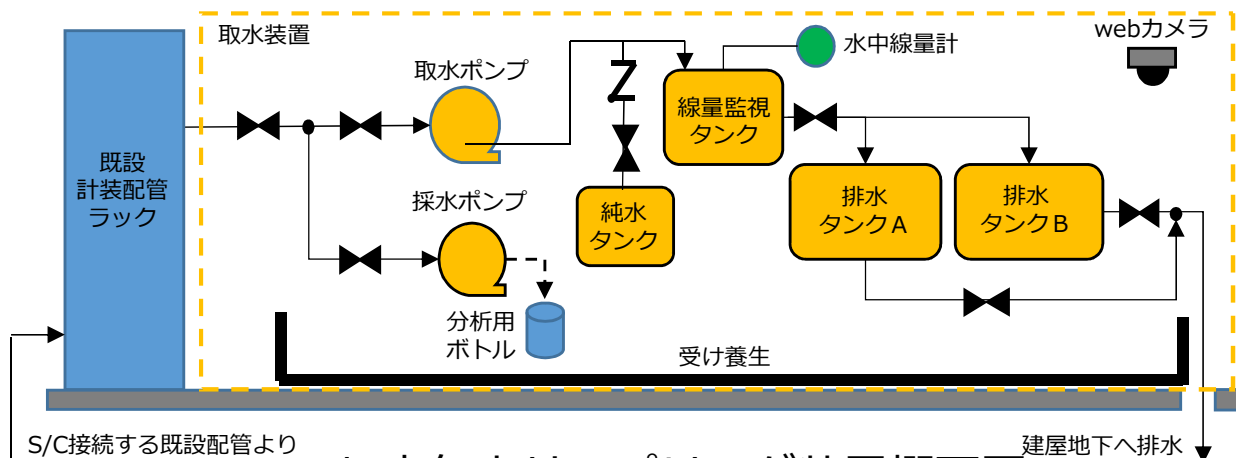 取水装置
webカメラ
水中線量計
取水ポンプ
線量監視
タンク
既設
計装配管
ラック
採水ポンプ
純水
タンク
排水
タンクA
排水
タンクB
分析用
ボトル
受け養生
S/C接続する既設配管より
建屋地下へ排水